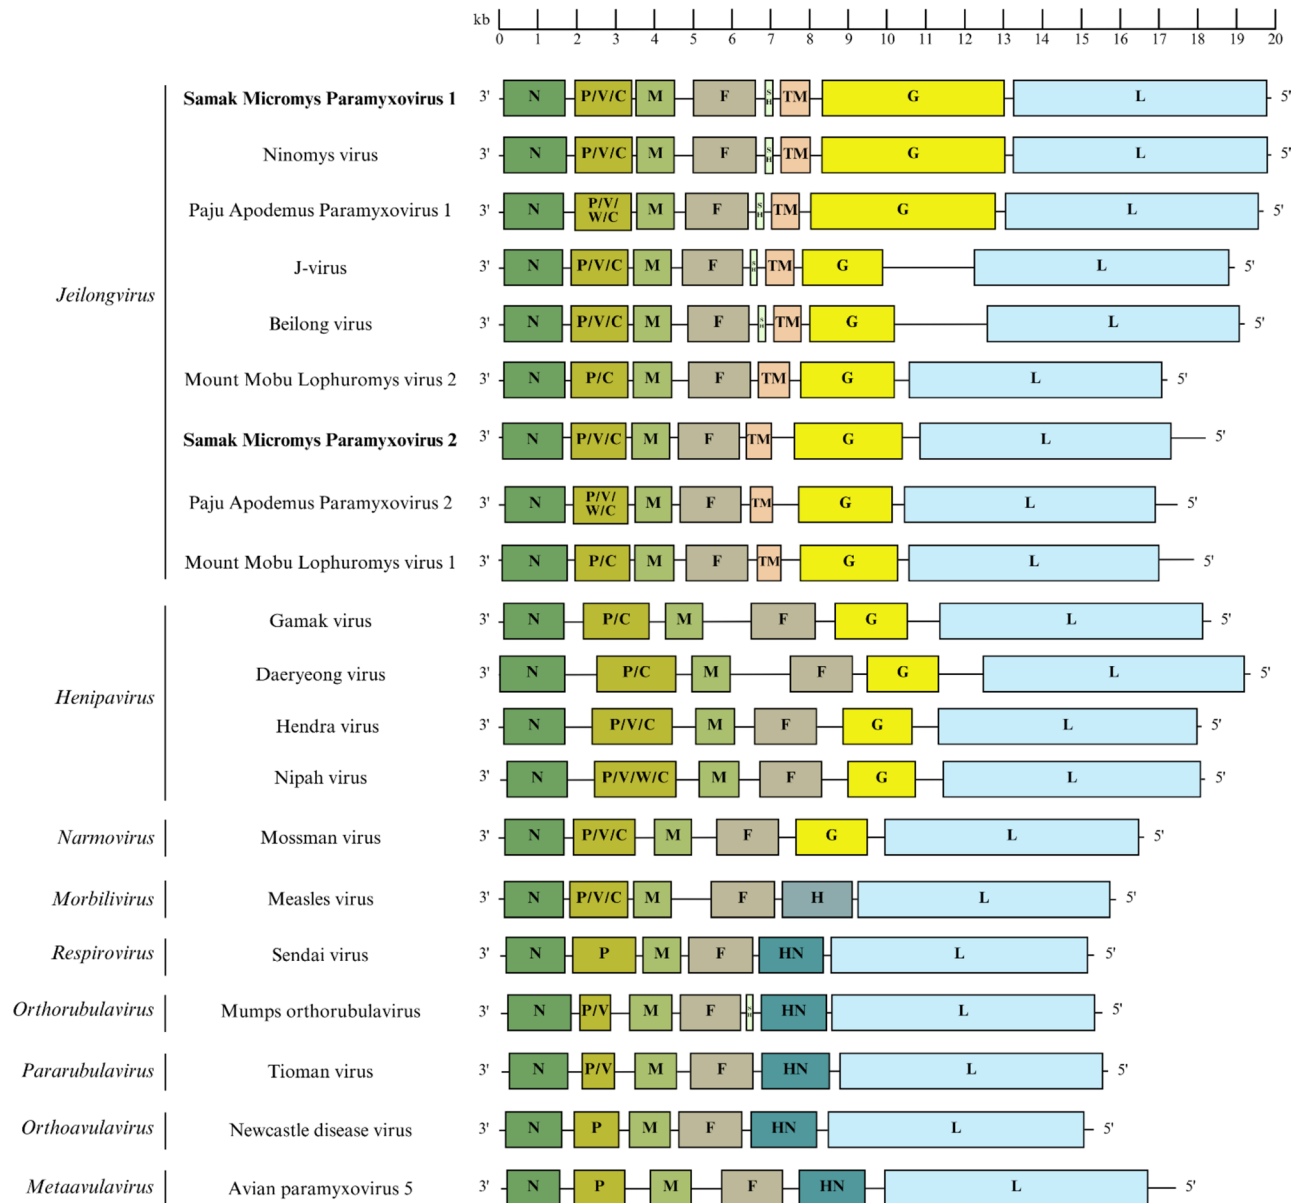 kb
0 1 2 3 4 5 6 7 8 9 10 11 12 13 14 15 16 17 18 19 20
Jeilongvirus
Samak Micromys Paramyxovirus 1 3' N P/V/C M F SH TM G L 5'
Ninomys virus 3' N P/V/C M F SH TM G L 5'
Paju Apodemus Paramyxovirus 1 3' N P/V/W/C M F SH TM G L 5'
J-virus 3' N P/V/C M F SH TM G L 5'
Beilong virus 3' N P/V/C M F SH TM G L 5'
Mount Mobu Lophuromys virus 2 3' N P/C M F TM G L 5'
Samak Micromys Paramyxovirus 2 3' N P/V/C M F TM G L 5'
Paju Apodemus Paramyxovirus 2 3' N P/V/W/C M F TM G L 5'
Mount Mobu Lophuromys virus 1 3' N P/C M F TM G L 5'
Henipavirus
Gamak virus 3' N P/C M F G L 5'
Daeryeong virus 3' N P/C M F G L 5'
Hendra virus 3' N P/V/C M F G L 5'
Nipah virus 3' N P/V/W/C M F G L 5'
Narmovirus Mossman virus 3' N P/V/C M F G L 5'
Morbilivirus Measles virus 3' N P/V/C M F H L 5'
Respirovirus Sendai virus 3' N P M F HN L 5'
Orthorubulavirus Mumps orthorubulavirus 3' N P/V M F SH HN L 5'
Pararubulavirus Tioman virus 3' N P/V M F HN L 5'
Orthoavulavirus Newcastle disease virus 3' N P M F HN L 5'
Metaavulavirus Avian paramyxovirus 5 3' N P M F HN L 5'